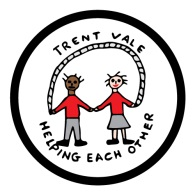 TRENT VALE
HELPING EACH OTHER